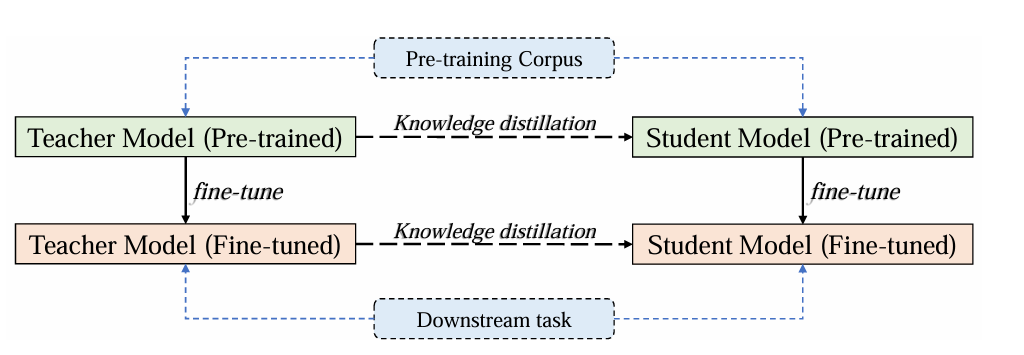 Pre-training Corpus
Teacher Model (Pre-trained)
Knowledge distillation
Student Model (Pre-trained)
fine-tune
fine-tune
Teacher Model (Fine-tuned)
Knowledge distillation
Student Model (Fine-tuned)
Downstream task